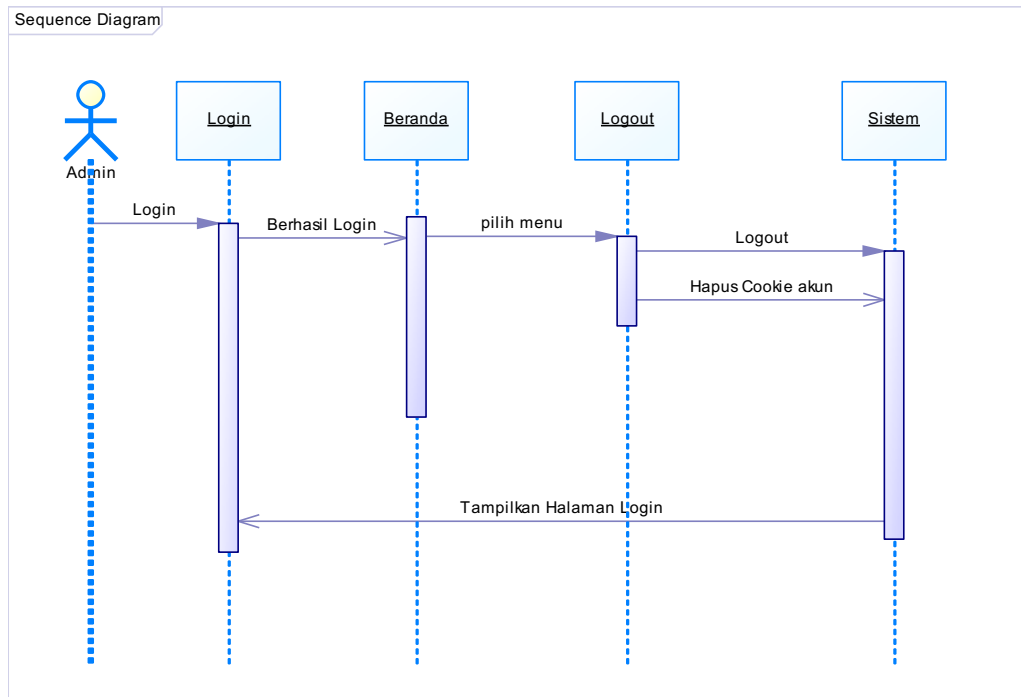 Sequence Diagram
Login
Beranda
Logout
Sistem
Admin
Login
Berhasil Login
pilih menu
Logout
Hapus Cookie akun
Tampilkan Halaman Login